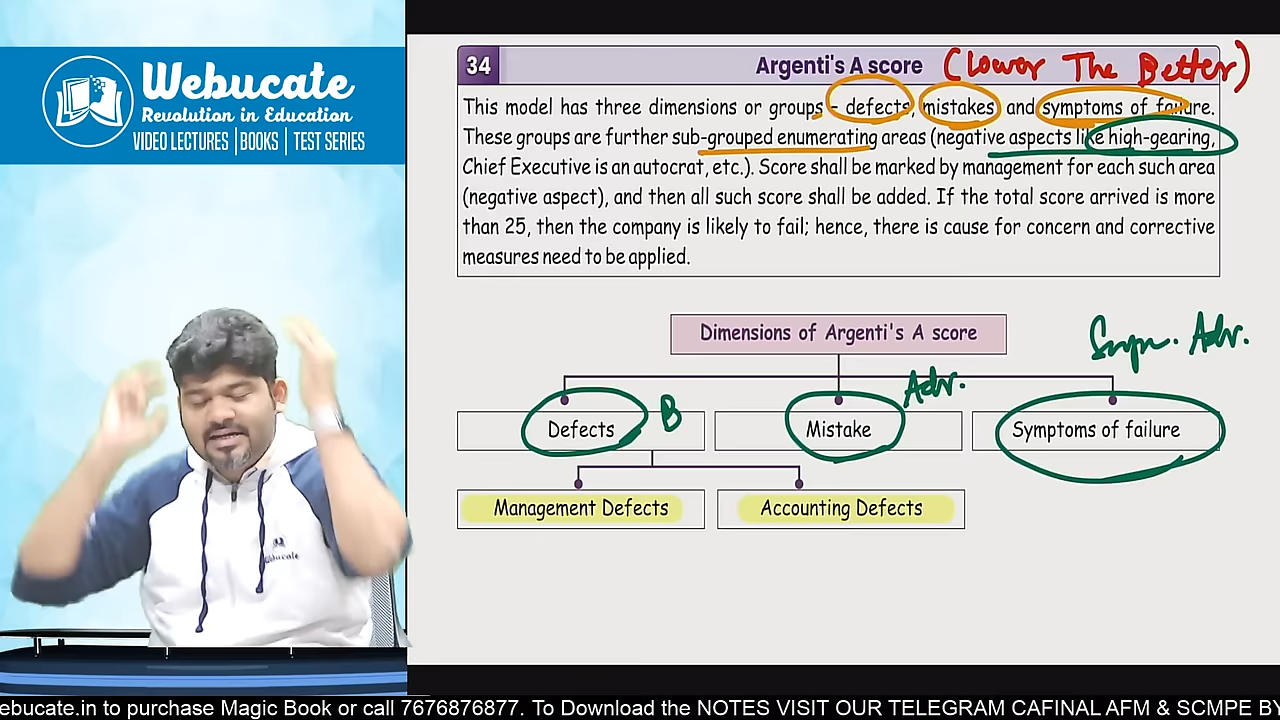 Webucate
Revolution in Education
VIDEO LECTURES | BOOKS | TEST SERIES
34
Argenti's A score (Lower The Better)
This model has three dimensions or groups - defects, mistakes and symptoms of failure.
These groups are further sub-grouped enumerating areas (negative aspects like high-gearing,
Chief Executive is an autocrat, etc.). Score shall be marked by management for each such area
(negative aspect), and then all such score shall be added. If the total score arrived is more
than 25, then the company is likely to fail; hence, there is cause for concern and corrective
measures need to be applied.
Dimensions of Argenti's A score
Adv.
Adv.
Defects
B
Mistake
Symptoms of failure
Management Defects
Accounting Defects
Webucate
ebucate.in to purchase Magic Book or call 7676876877. To Download the NOTES VISIT OUR TELEGRAM CAFINAL AFM & SCMPE BY